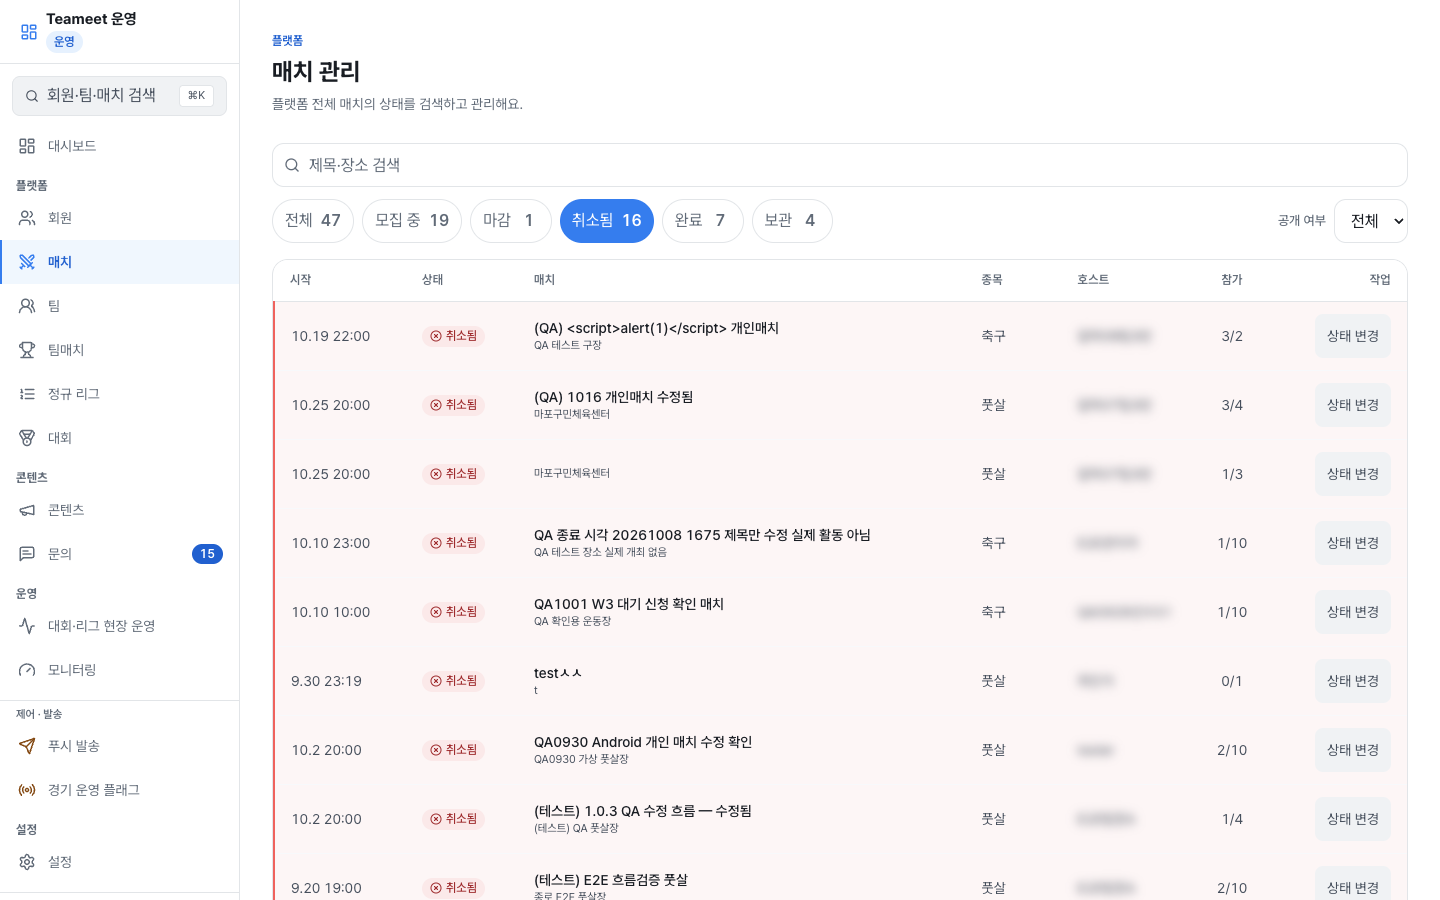 Teameet 운영
운영
회원·팀·매치 검색 ⌘K
대시보드
플랫폼
회원
매치
팀
팀매치
정규 리그
대회
콘텐츠
콘텐츠
문의 15
운영
대회·리그 현장 운영
모니터링
제어 · 발송
푸시 발송
경기 운영 플래그
설정
설정
플랫폼
매치 관리
플랫폼 전체 매치의 상태를 검색하고 관리해요.
제목·장소 검색
전체 47 모집 중 19 마감 1 취소됨 16 완료 7 보관 4 공개 여부 전체
시작 상태 매치 종목 호스트 참가 작업
10.19 22:00 취소됨 (QA) <script>alert(1)</script> 개인매치 축구 3/2 상태 변경
QA 테스트 구장
10.25 20:00 취소됨 (QA) 1016 개인매치 수정됨 풋살 3/4 상태 변경
마포구민체육센터
10.25 20:00 취소됨 마포구민체육센터 풋살 1/3 상태 변경
10.10 23:00 취소됨 QA 종료 시각 20261008 1675 제목만 수정 실제 활동 아님 축구 1/10 상태 변경
QA 테스트 장소 실제 개최 없음
10.10 10:00 취소됨 QA1001 W3 대기 신청 확인 매치 축구 1/10 상태 변경
QA 확인용 운동장
9.30 23:19 취소됨 testㅅㅅ 풋살 0/1 상태 변경
t
10.2 20:00 취소됨 QA0930 Android 개인 매치 수정 확인 풋살 2/10 상태 변경
QA0930 가상 풋살장
10.2 20:00 취소됨 (테스트) 1.0.3 QA 수정 흐름 — 수정됨 풋살 1/4 상태 변경
(테스트) QA 풋살장
9.20 19:00 취소됨 (테스트) E2E 흐름검증 풋살 풋살 2/10 상태 변경
종로 E2E 풋살장